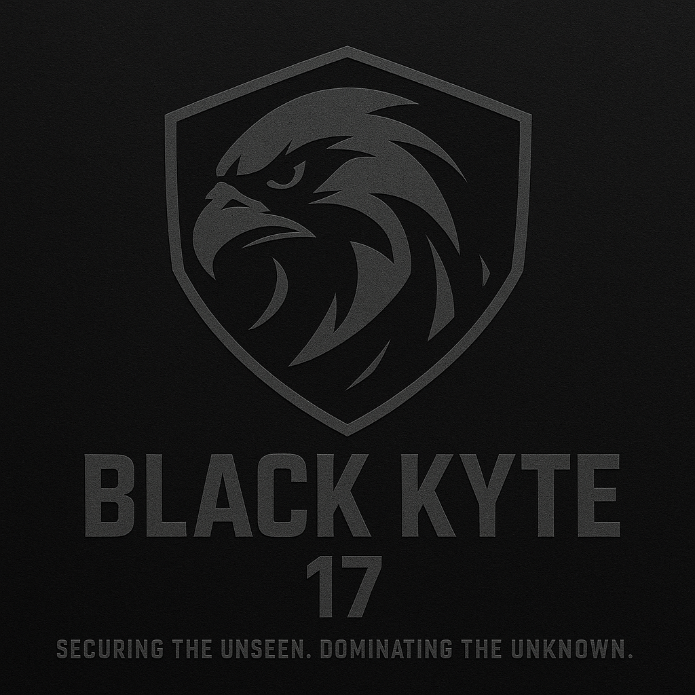 BLACK KYTE
17
SECURING THE UNSEEN. DOMINATING THE UNKNOWN.